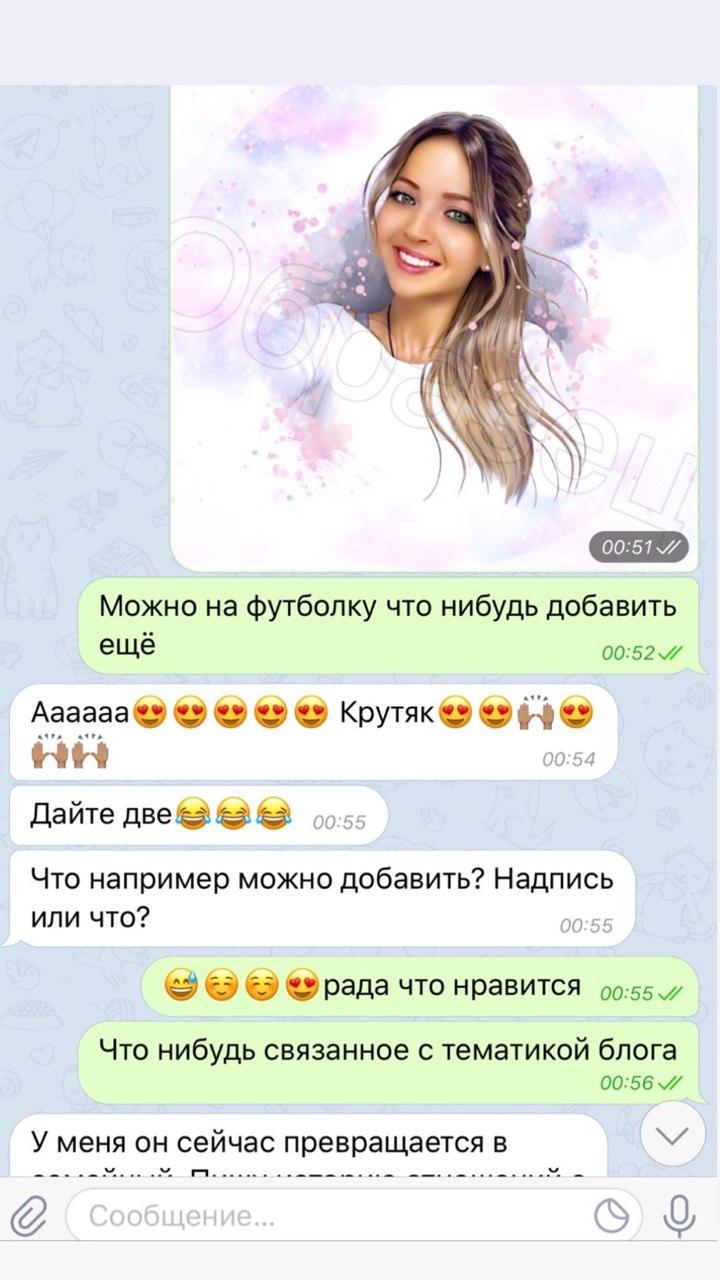 Образец
00:51
Можно на футболку что нибудь добавить
ещё
00:52
Аааааа😍😍😍😍😍 Крутяк😍😍🙌🏽😍
🙌🏽🙌🏽
00:54
Дайте две😂😂😂 00:55
Что например можно добавить? Надпись
или что?
00:55
😅☺️☺️😍рада что нравится 00:55
Что нибудь связанное с тематикой блога
00:56
У меня он сейчас превращается в
Сообщение...